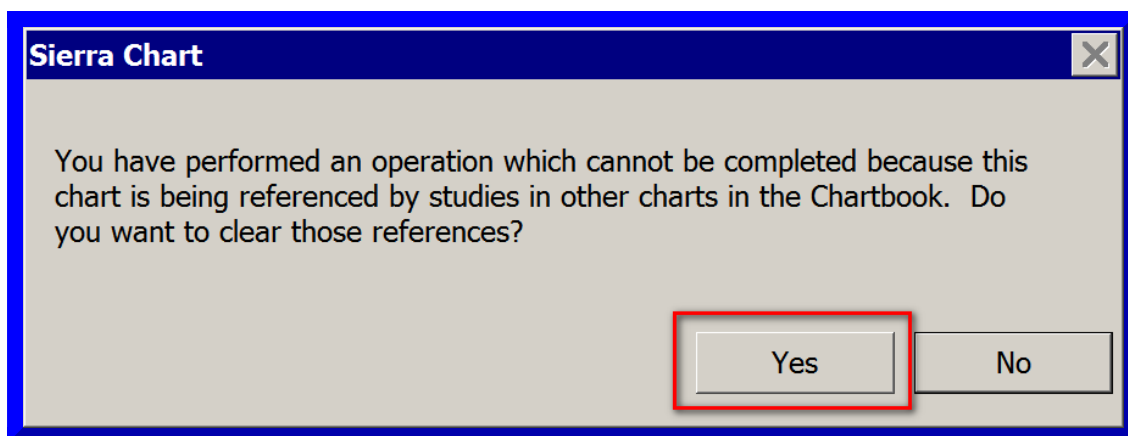 Sierra Chart
You have performed an operation which cannot be completed because this
chart is being referenced by studies in other charts in the Chartbook.  Do
you want to clear those references?
Yes
No